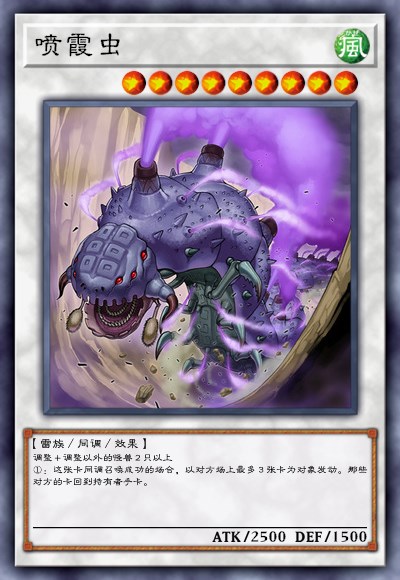 喷霞虫
風
【雷族／同调／效果】
调整＋调整以外的怪兽２只以上
①：这张卡同调召唤成功的场合，以对方场上最多３张卡为对象发动。那些
对方的卡回到持有者手卡。
ATK/2500 DEF/1500